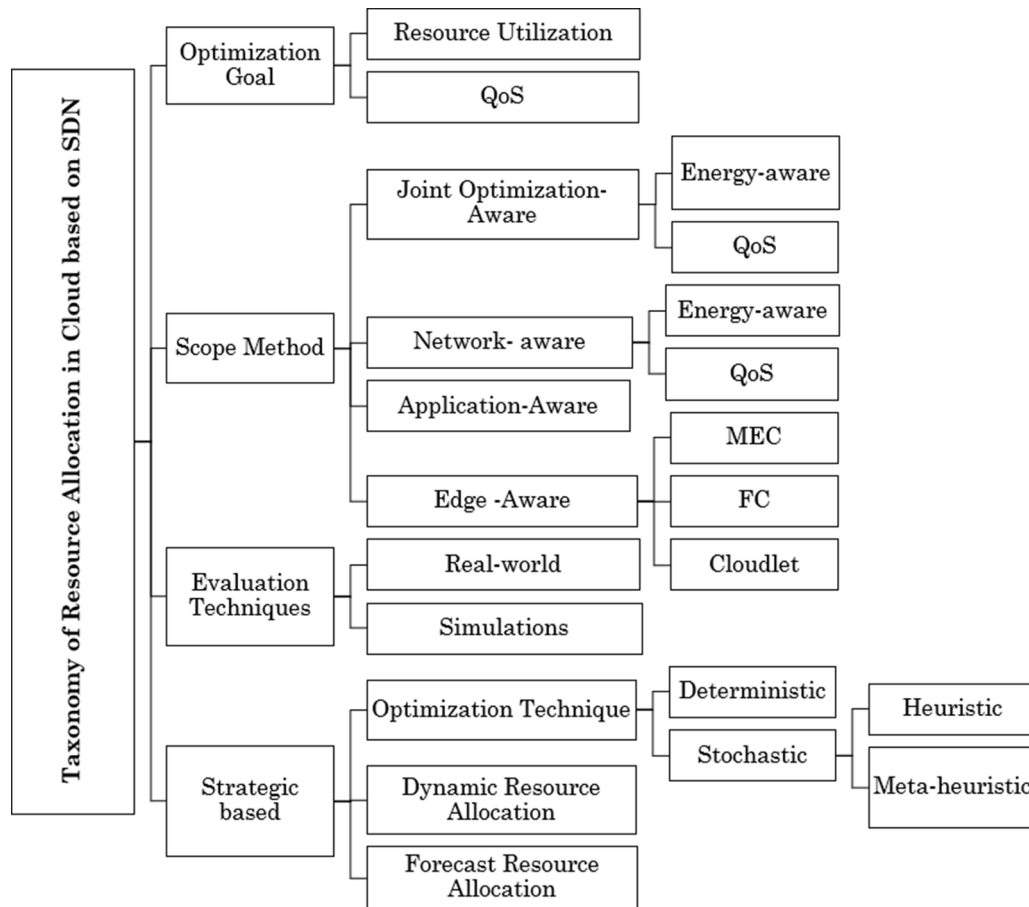 Taxonomy of Resource Allocation in Cloud based on SDN
Optimization
Goal
Resource Utilization
QoS
Scope Method
Joint Optimization-
Aware
Energy-aware
QoS
Network- aware
Energy-aware
QoS
Application-Aware
Edge -Aware
MEC
FC
Cloudlet
Evaluation
Techniques
Real-world
Simulations
Strategic
based
Optimization Technique
Deterministic
Stochastic
Heuristic
Meta-heuristic
Dynamic Resource
Allocation
Forecast Resource
Allocation